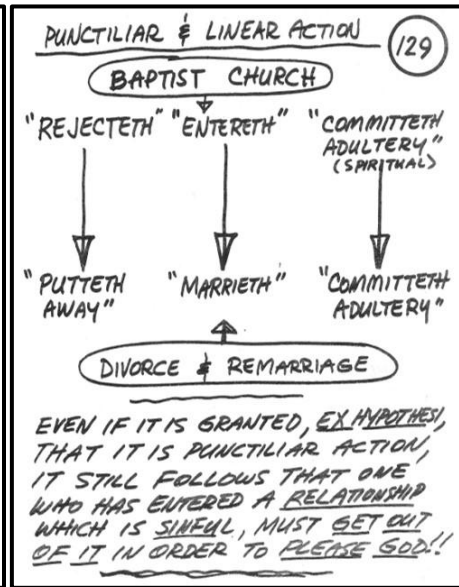 PUNCTILIAR & LINEAR ACTION
129
BAPTIST CHURCH
"REJECTETH" "ENTERETH" "COMMITTETH
ADULTERY"
(SPIRITUAL)
"PUTTETH
AWAY" "MARRIETH" "COMMITTETH
ADULTERY"
DIVORCE & REMARRIAGE
EVEN IF IT IS GRANTED, EX HYPOTHESI,
THAT IT IS PUNCTILIAR ACTION,
IT STILL FOLLOWS THAT ONE
WHO HAS ENTERED A RELATIONSHIP
WHICH IS SINFUL, MUST GET OUT
OF IT IN ORDER TO PLEASE GOD!!